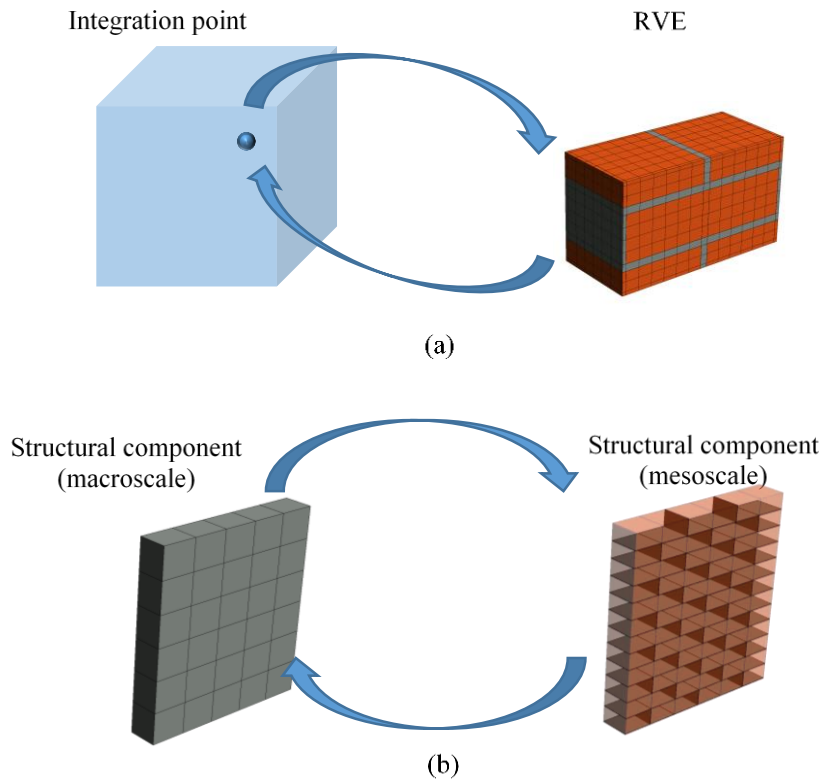 Integration point
RVE
(a)
Structural component
(macroscale)
Structural component
(mesoscale)
(b)